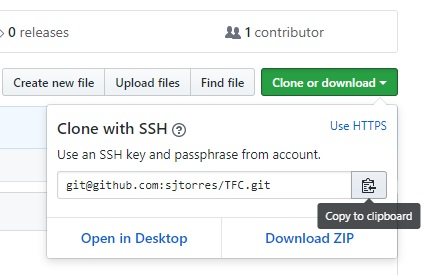 0 releases
1 contributor
Create new file
Upload files
Find file
Clone or download
Clone with SSH ?
Use HTTPS
Use an SSH key and passphrase from account.
git@github.com:sjtorres/TFC.git
Copy to clipboard
Open in Desktop
Download ZIP